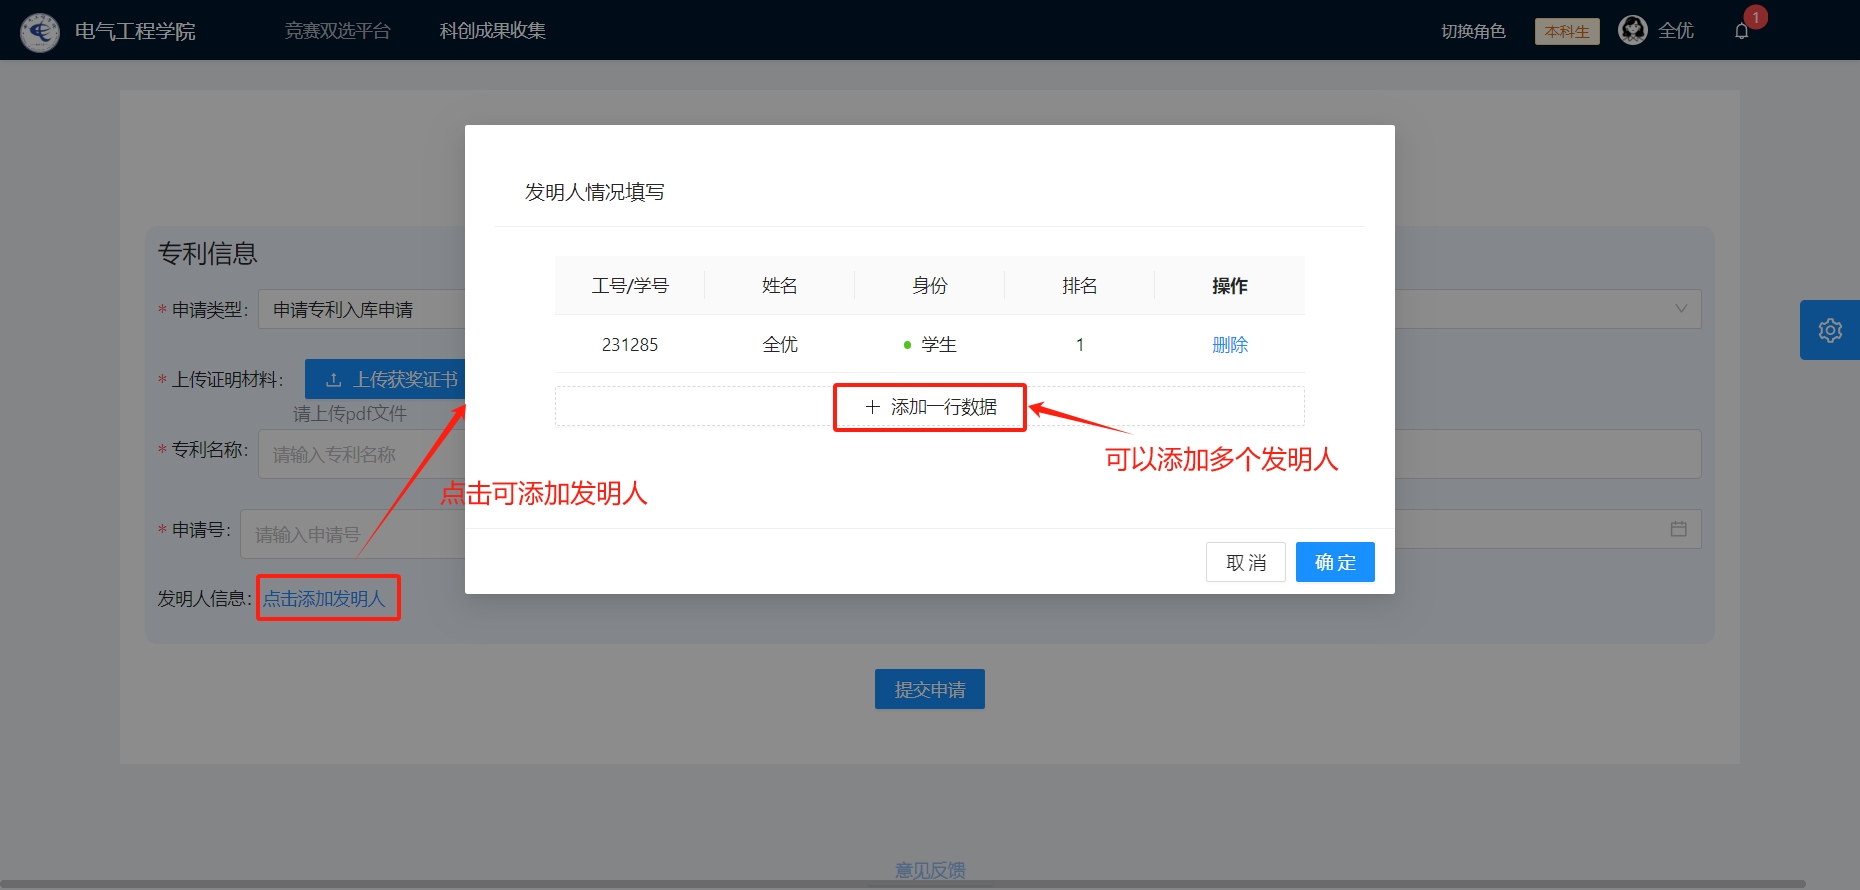 电气工程学院
竞赛双选平台
科创成果收集
切换角色
本科生
全优
1
发明人情况填写
工号/学号 姓名 身份 排名 操作
231285 全优 学生 1 删除
+ 添加一行数据
可以添加多个发明人
取 消
确 定
专利信息
* 申请类型: 申请专利入库申请
* 上传证明材料: 上传获奖证书
请上传pdf文件
* 专利名称: 请输入专利名称
点击可添加发明人
* 申请号: 请输入申请号
发明人信息: 点击添加发明人
提交申请
意见反馈